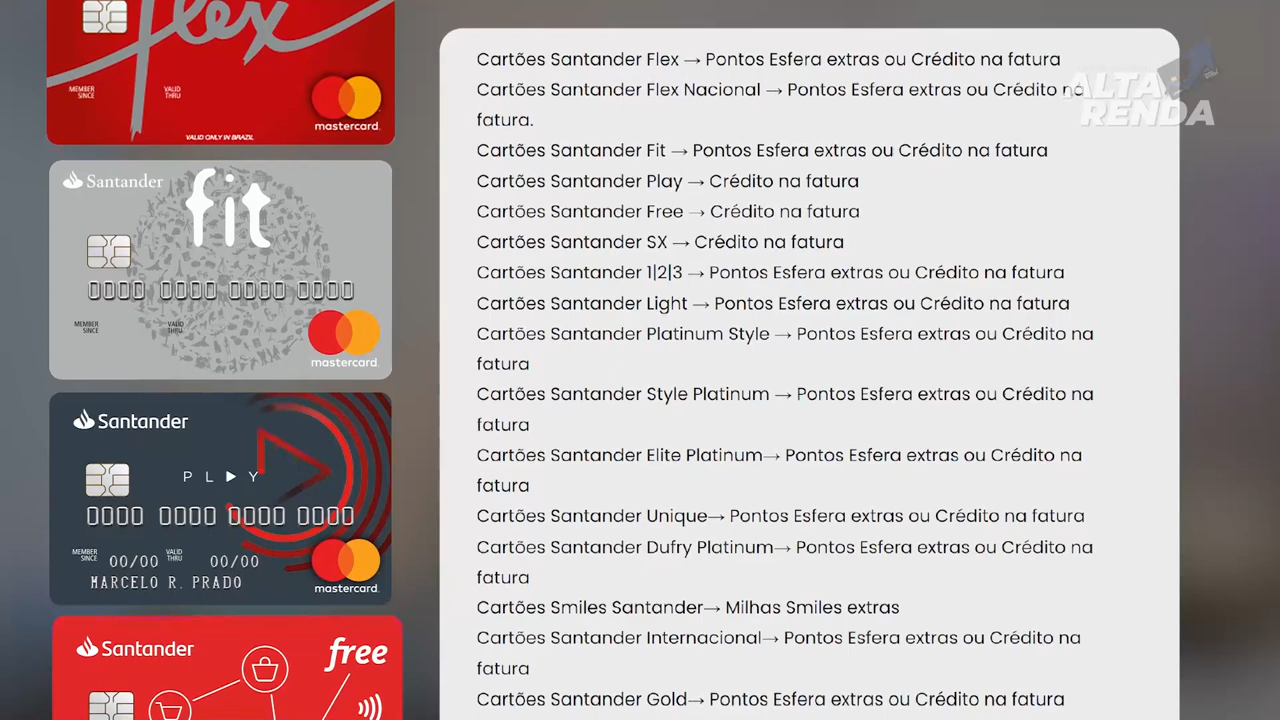 flex
MEMBER SINCE
VALID THRU
mastercard.
VALID ONLY IN BRAZIL
Santander
fit
0000 0000 0000 0000
MEMBER SINCE
VALID THRU
mastercard.
Santander
PL▶Y
0000 0000 0000 0000
MEMBER SINCE 00/00 VALID THRU 00/00
MARCELO R. PRADO
mastercard.
Santander
free
Cartões Santander Flex → Pontos Esfera extras ou Crédito na fatura
Cartões Santander Flex Nacional → Pontos Esfera extras ou Crédito na
fatura.
Cartões Santander Fit → Pontos Esfera extras ou Crédito na fatura
Cartões Santander Play → Crédito na fatura
Cartões Santander Free → Crédito na fatura
Cartões Santander SX → Crédito na fatura
Cartões Santander 1|2|3 → Pontos Esfera extras ou Crédito na fatura
Cartões Santander Light → Pontos Esfera extras ou Crédito na fatura
Cartões Santander Platinum Style → Pontos Esfera extras ou Crédito na
fatura
Cartões Santander Style Platinum → Pontos Esfera extras ou Crédito na
fatura
Cartões Santander Elite Platinum→ Pontos Esfera extras ou Crédito na
fatura
Cartões Santander Unique→ Pontos Esfera extras ou Crédito na fatura
Cartões Santander Dufry Platinum→ Pontos Esfera extras ou Crédito na
fatura
Cartões Smiles Santander→ Milhas Smiles extras
Cartões Santander Internacional→ Pontos Esfera extras ou Crédito na
fatura
Cartões Santander Gold→ Pontos Esfera extras ou Crédito na fatura
ALTA
RENDA